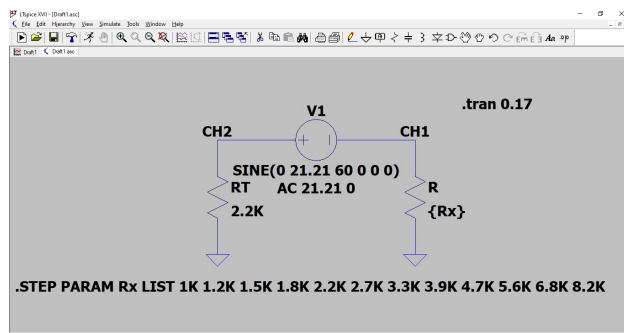 LTspice XVII - [Draft1.asc]
File Edit Hierarchy View Simulate Tools Window Help
Draft1 Draft1.asc
.tran 0.17
V1
CH2 CH1
SINE(0 21.21 60 0 0 0)
RT AC 21.21 0 R
2.2K {Rx}
.STEP PARAM Rx LIST 1K 1.2K 1.5K 1.8K 2.2K 2.7K 3.3K 3.9K 4.7K 5.6K 6.8K 8.2K